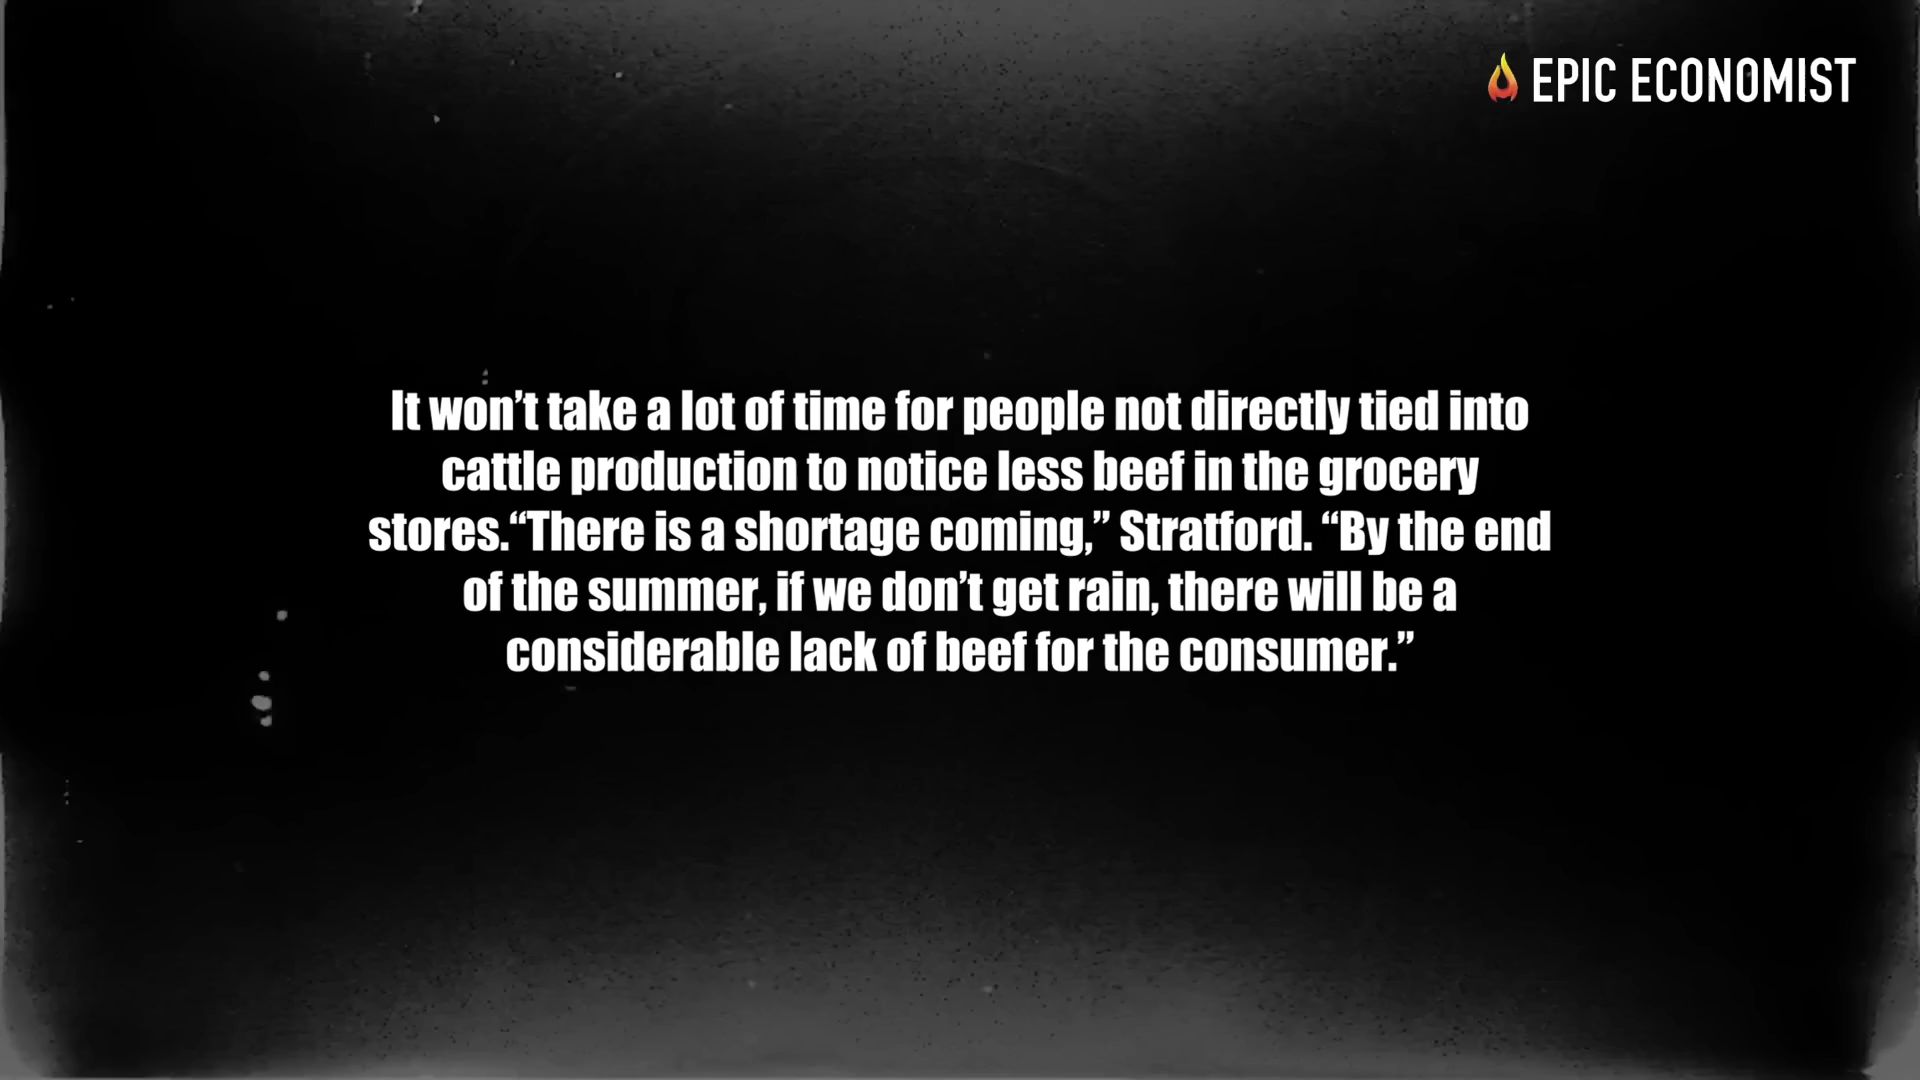 EPIC ECONOMIST
It won’t take a lot of time for people not directly tied into
cattle production to notice less beef in the grocery
stores.“There is a shortage coming,” Stratford. “By the end
of the summer, if we don’t get rain, there will be a
considerable lack of beef for the consumer.”